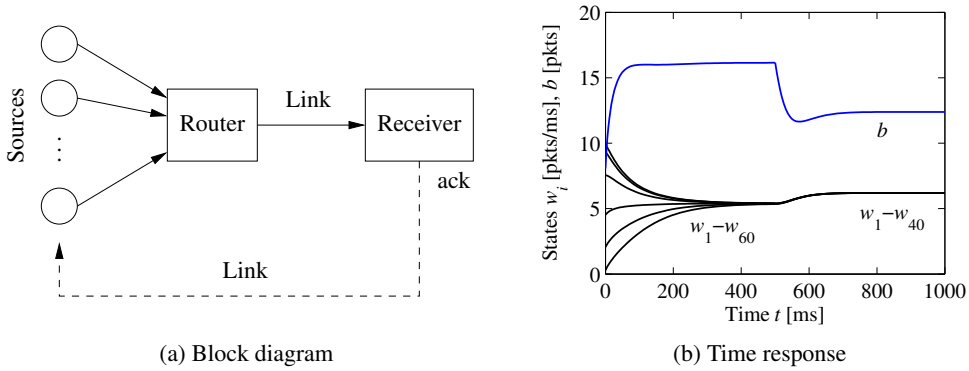 Sources
...
Router
Link
Receiver
ack
Link
(a) Block diagram
States w_i [pkts/ms], b [pkts]
20
15
10
5
0
b
w_1–w_60
w_1–w_40
0 200 400 600 800 1000
Time t [ms]
(b) Time response